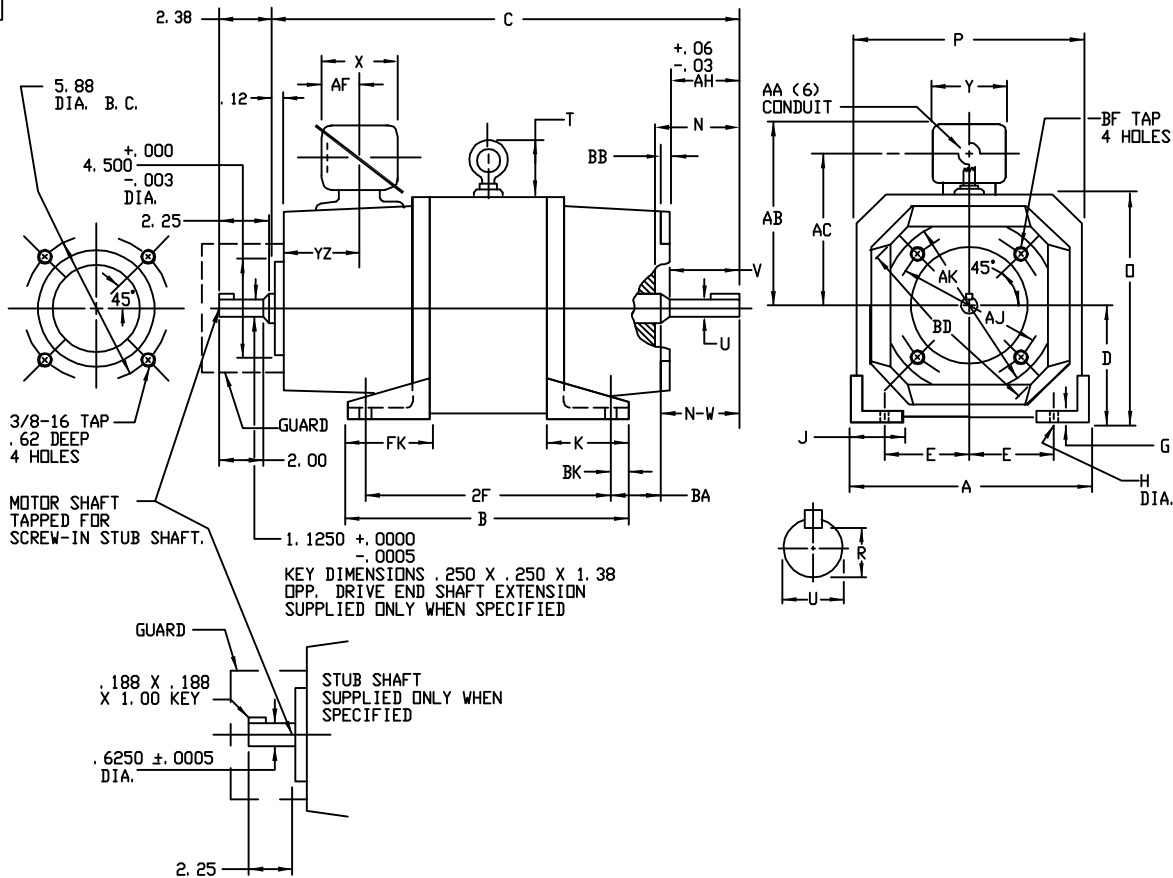 2.38
C
+.06
-.03
AH
P
X
AF
5.88
DIA. B.C.
.12
T
N
AA (6)
CONDUIT
Y
BF TAP
4 HOLES
BB
+.000
4.500
-.003
DIA.
2.25
AB
AC
O
YZ
V
45°
AK
45°
BD
AJ
U
D
3/8-16 TAP
.62 DEEP
4 HOLES
GUARD
N-W
FK
K
J
E
E
G
2.00
BK
A
H
DIA.
2F
BA
B
MOTOR SHAFT
TAPPED FOR
SCREW-IN STUB SHAFT.
1.1250 +.0000
-.0005
KEY DIMENSIONS .250 X .250 X 1.38
OPP. DRIVE END SHAFT EXTENSION
SUPPLIED ONLY WHEN SPECIFIED
R
U
GUARD
.188 X .188
X 1.00 KEY
STUB SHAFT
SUPPLIED ONLY WHEN
SPECIFIED
.6250 ±.0005
DIA.
2.25